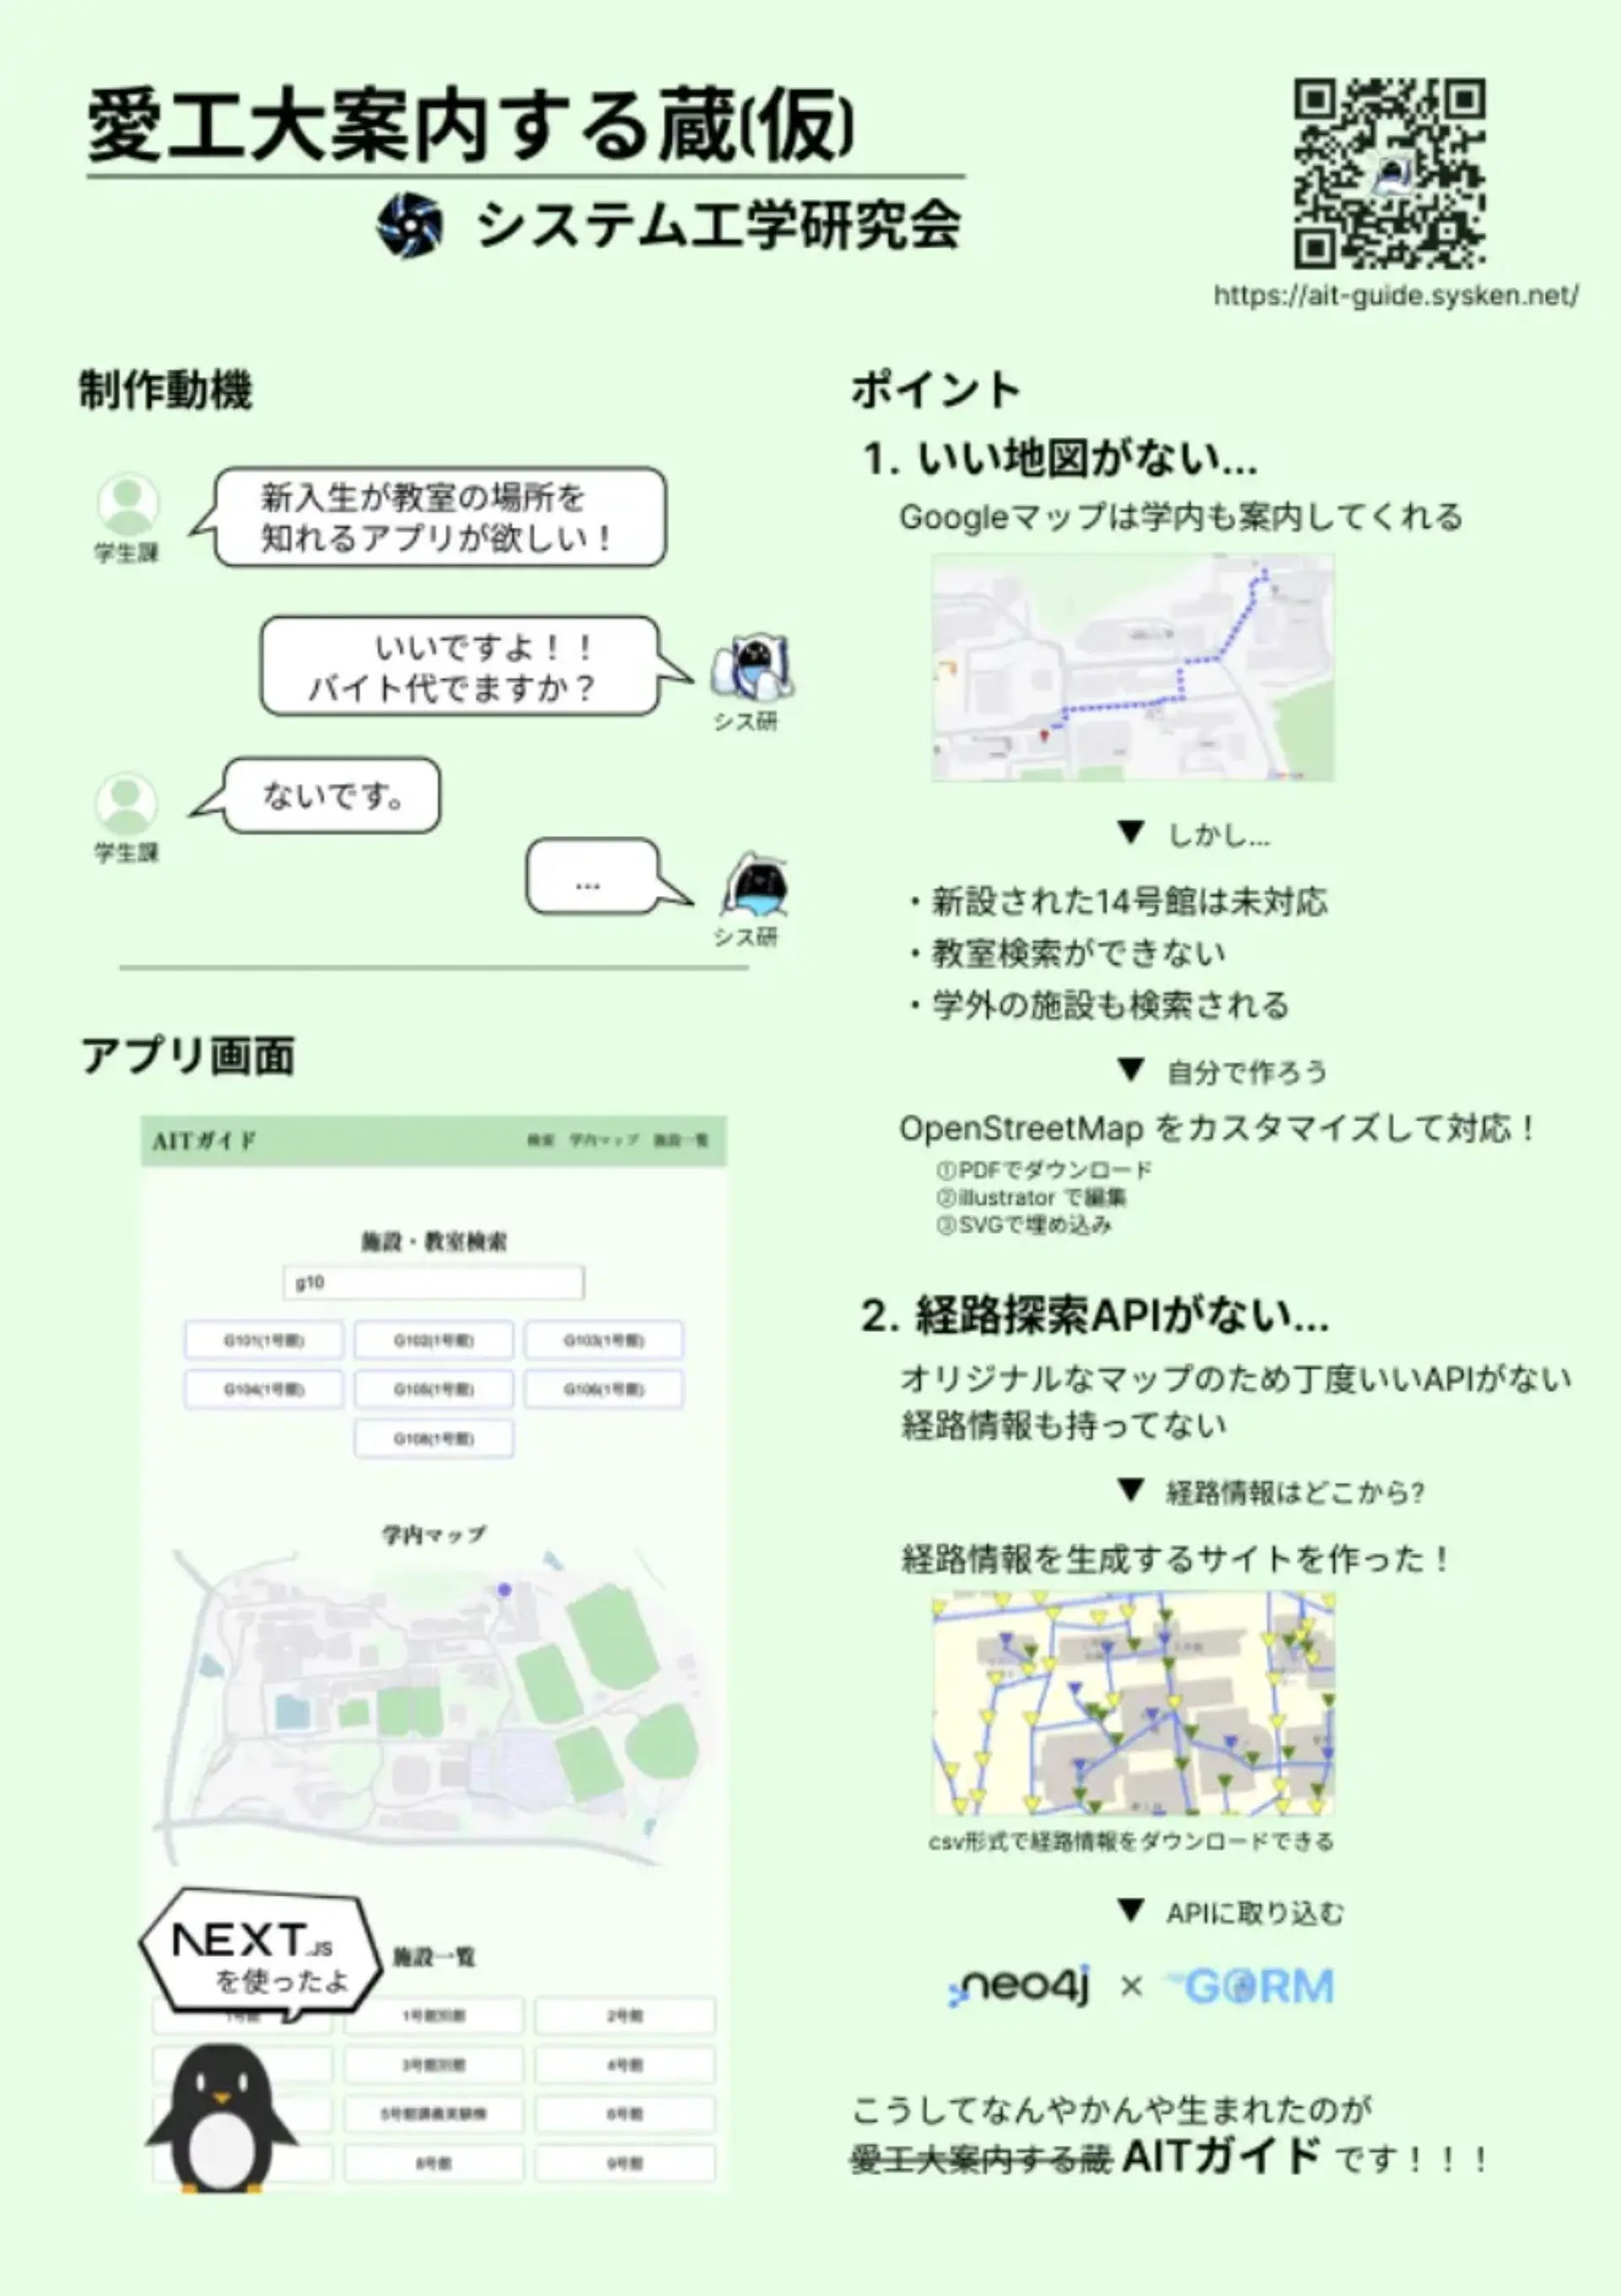 愛工大案内する蔵(仮)
システム工学研究会
https://ait-guide.sysken.net/
制作動機
新入生が教室の場所を
知れるアプリが欲しい！
学生課
いいですよ！！
バイト代でますか？
シス研
ないです。
学生課
...
シス研
アプリ画面
AITガイド
検索 学内マップ 施設一覧
施設・教室検索
g10
G101(1号館) G102(1号館) G103(1号館)
G104(1号館) G105(1号館) G106(1号館)
G108(1号館)
学内マップ
NEXT.JS
を使ったよ
施設一覧
1号館 1号館別館 2号館
3号館別館 4号館
5号館講義実験棟 6号館
8号館 9号館
ポイント
1. いい地図がない...
Googleマップは学内も案内してくれる
▼ しかし...
・新設された14号館は未対応
・教室検索ができない
・学外の施設も検索される
▼ 自分で作ろう
OpenStreetMap をカスタマイズして対応！
①PDFでダウンロード
②illustrator で編集
③SVGで埋め込み
2. 経路探索APIがない...
オリジナルなマップのため丁度いいAPIがない
経路情報も持ってない
▼ 経路情報はどこから?
経路情報を生成するサイトを作った！
csv形式で経路情報をダウンロードできる
▼ APIに取り込む
neo4j × GORM
こうしてなんやかんや生まれたのが
愛工大案内する蔵 AITガイド です！！！